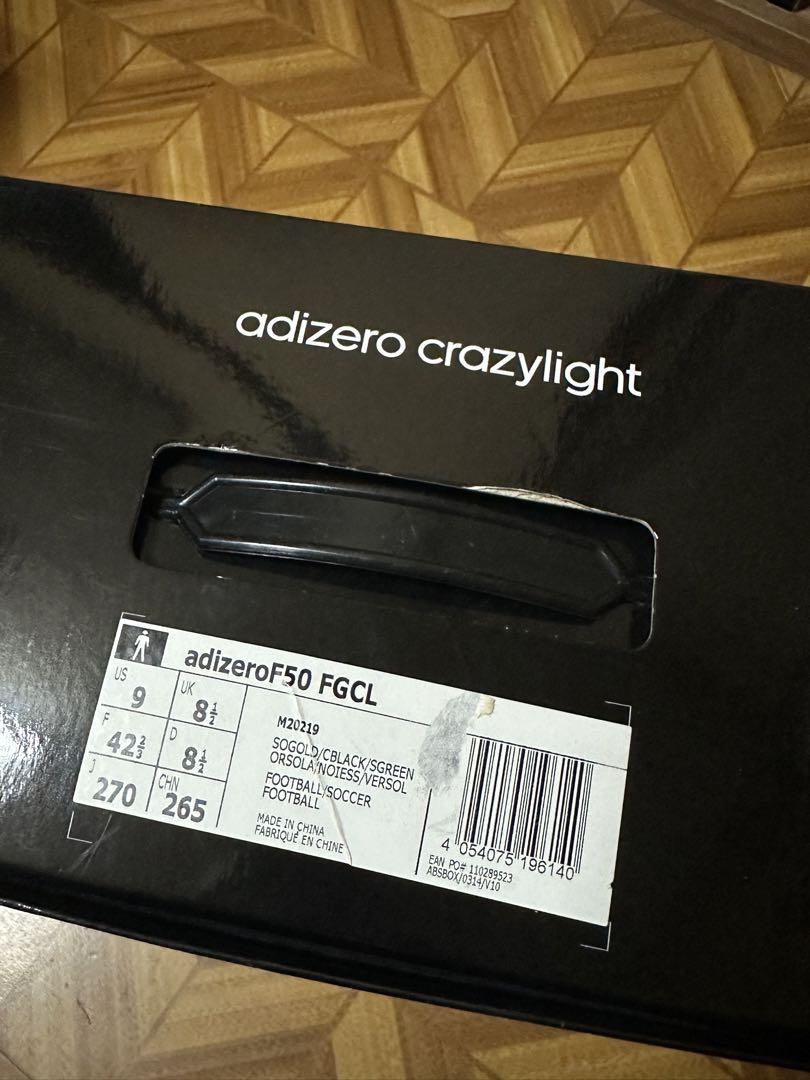 adizero crazylight
adizeroF50 FGCL
US
9
UK
8½
F
42⅔
D
8½
J
270
CHN
265
M20219
SOGOLD/CBLACK/SGREEN
ORSOLA/NOIESS/VERSOL
FOOTBALL/SOCCER
FOOTBALL
MADE IN CHINA
FABRIQUÉ EN CHINE
4 054075 196140
EAN PO# 110289523
ABSBOX/0314/V10